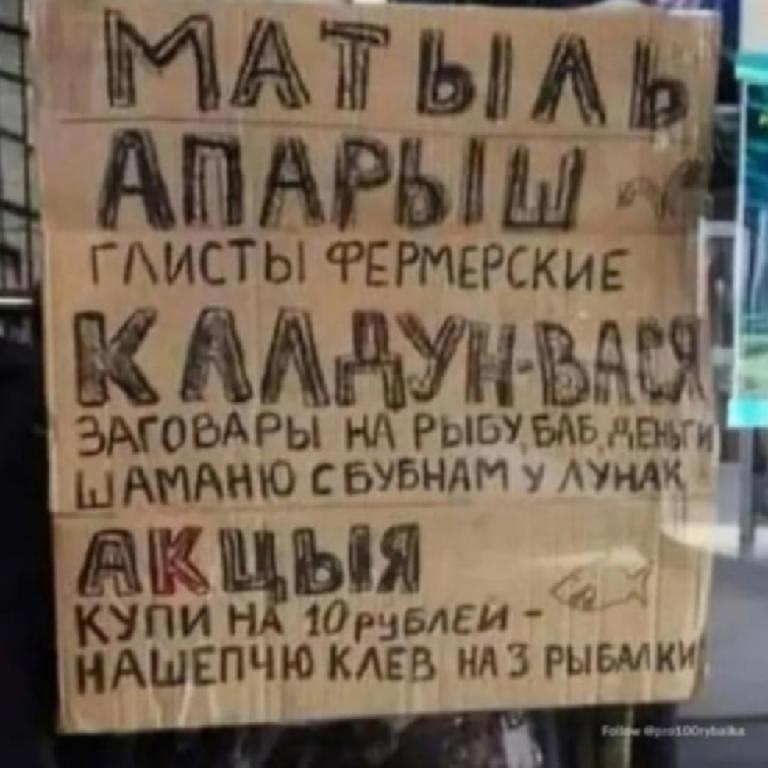 МАТЫЛЬ
АПАРЫШ
ГЛИСТЫ ФЕРМЕРСКИЕ
КАЛДУН-ВАСЯ
ЗАГОВАРЫ НА РЫБУ, БАБ, ДЕНЬГИ
ШАМАНЮ С БУБНАМ У ЛУНАК
АКЦЫЯ
КУПИ НА 10 РУБЛЕЙ -
НАШЕПЧЮ КЛЕВ НА 3 РЫБАЛКИ
Follow @pro100rybalka